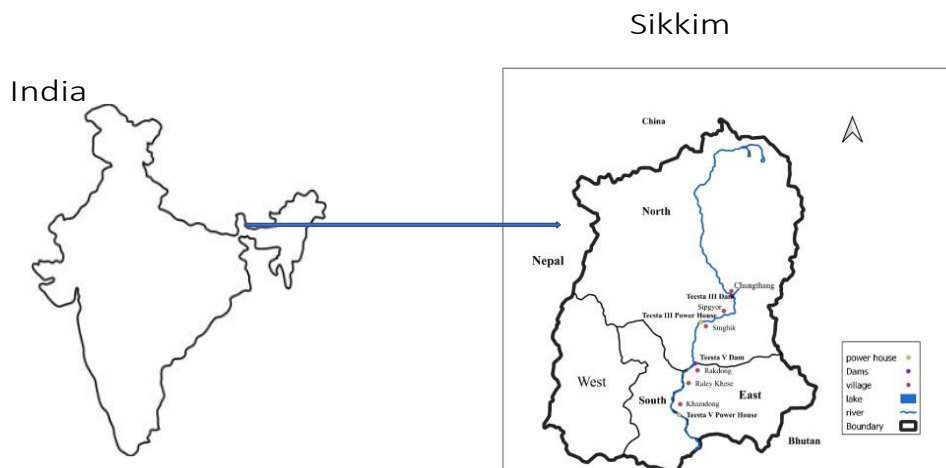 Sikkim
India
China
North
Nepal
Chungthang
Teesta III Dam
Sipgyor
Teesta III Power House
Singhik
Teesta V Dam
Rakdong
Raley Khese
West
South
East
Khamdong
Teesta V Power House
Bhutan
power house
Dams
village
lake
river
Boundary